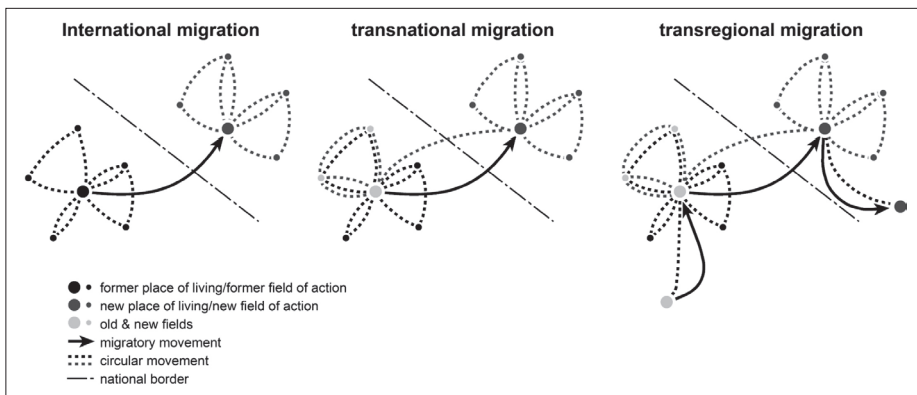 International migration
transnational migration
transregional migration
former place of living/former field of action
new place of living/new field of action
old & new fields
migratory movement
circular movement
national border